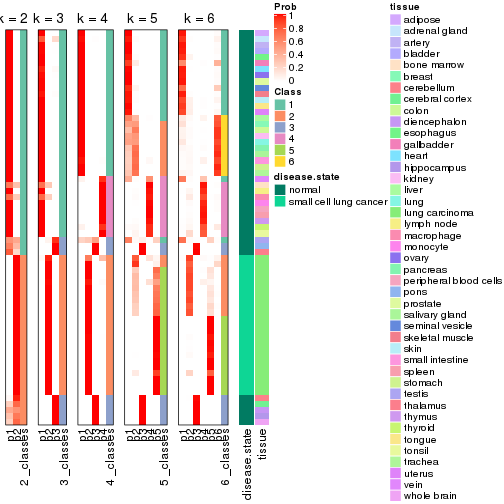 k = 2
k = 3
k = 4
k = 5
k = 6
p1
p2
2_classes
p1
p2
p3
3_classes
p1
p2
p3
p4
4_classes
p1
p2
p3
p4
p5
5_classes
p1
p2
p3
p4
p5
p6
6_classes
disease.state
tissue
Prob
1
0.8
0.6
0.4
0.2
0
Class
1
2
3
4
5
6
disease.state
normal
small cell lung cancer
tissue
adipose
adrenal gland
artery
bladder
bone marrow
breast
cerebellum
cerebral cortex
colon
diencephalon
esophagus
gallbladder
heart
hippocampus
kidney
liver
lung
lung carcinoma
lymph node
macrophage
monocyte
ovary
pancreas
peripheral blood cells
pons
prostate
salivary gland
seminal vesicle
skeletal muscle
skin
small intestine
spleen
stomach
testis
thalamus
thymus
thyroid
tongue
tonsil
trachea
uterus
vein
whole brain